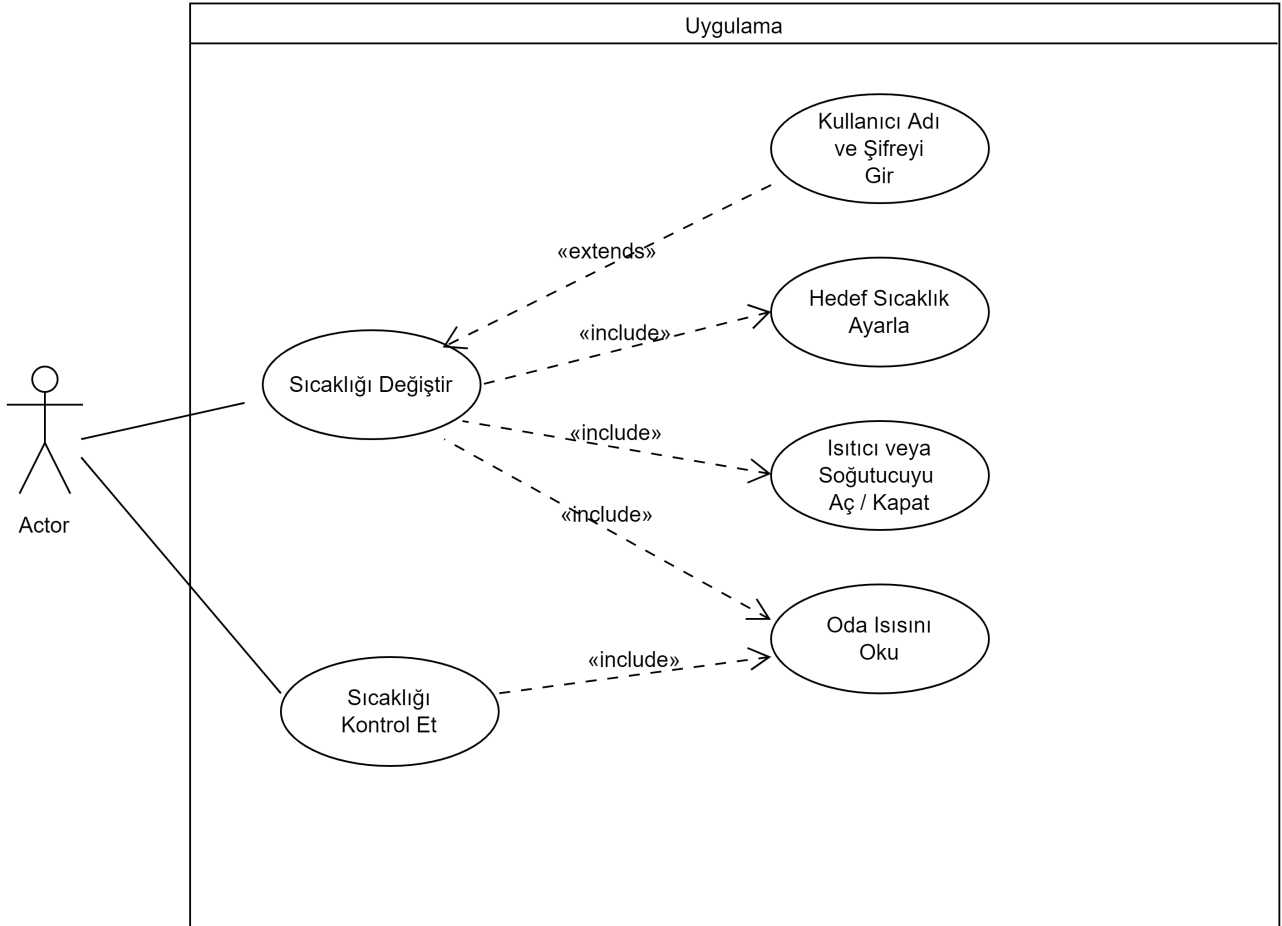 Uygulama
Kullanıcı Adı
ve Şifreyi
Gir
«extends»
Hedef Sıcaklık
Ayarla
«include»
Sıcaklığı Değiştir
«include»
Isıtıcı veya
Soğutucuyu
Aç / Kapat
«include»
Actor
Oda Isısını
Oku
«include»
Sıcaklığı
Kontrol Et